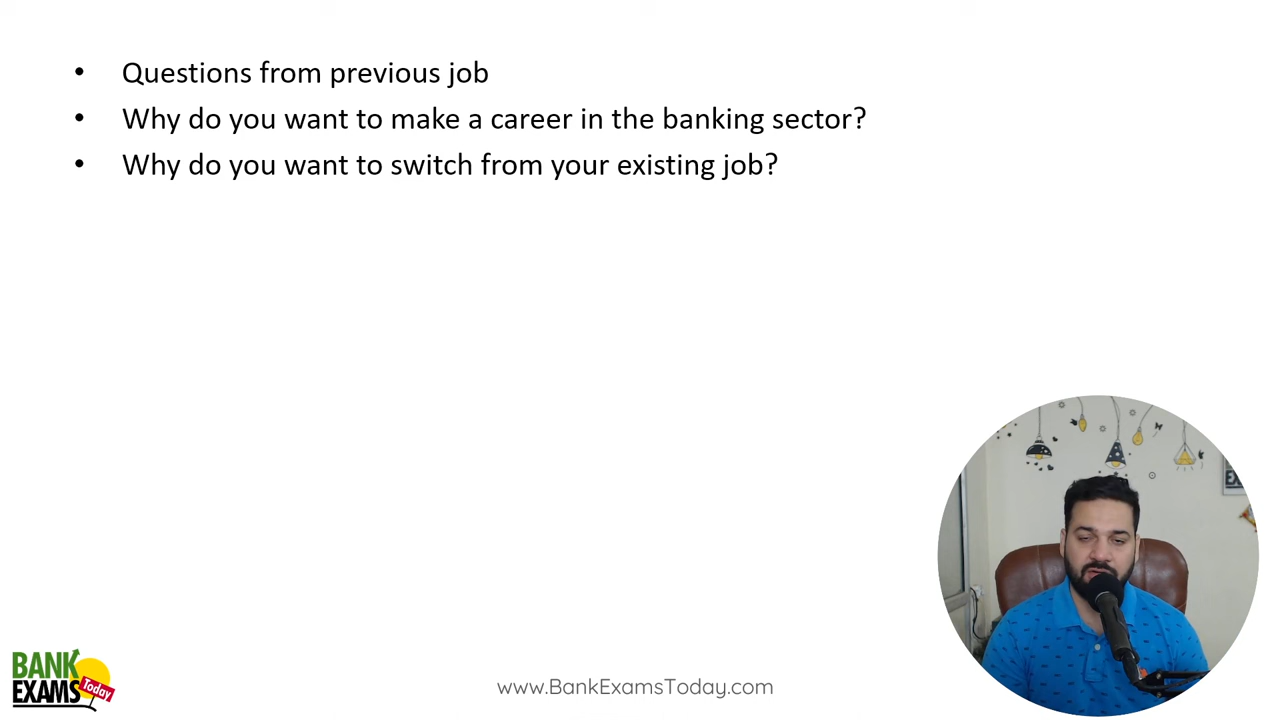 • Questions from previous job
• Why do you want to make a career in the banking sector?
• Why do you want to switch from your existing job?
BANK
EXAMS
Today
www.BankExamsToday.com